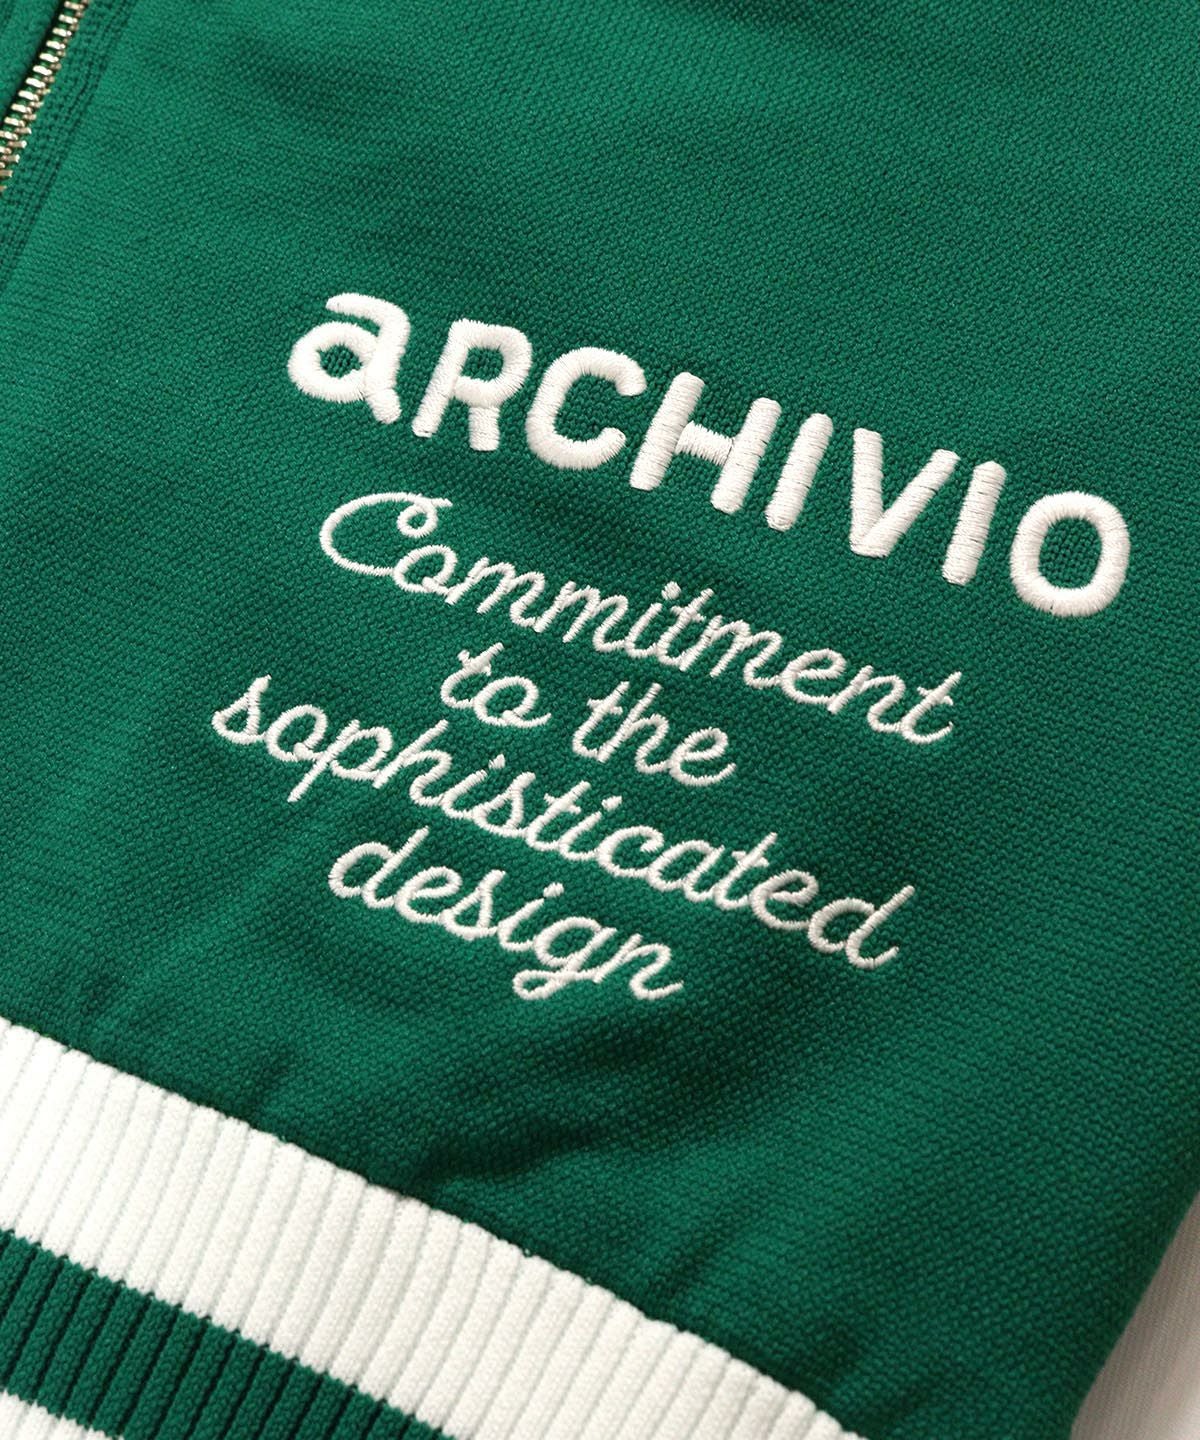 aRCHIVIO
Commitment
to the
sophisticated
design